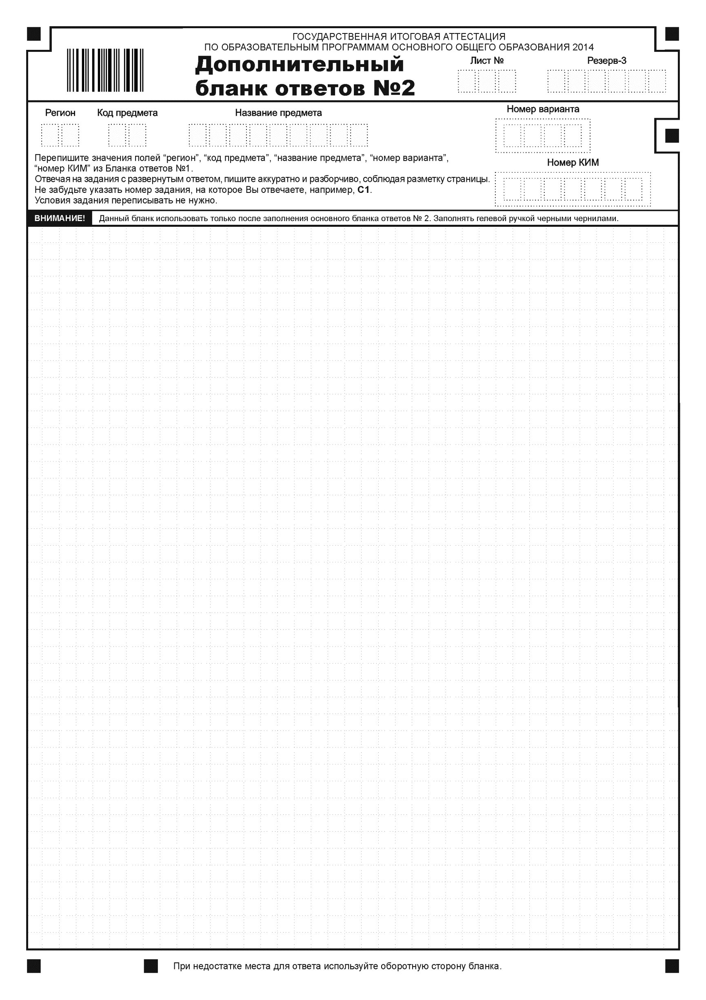 ГОСУДАРСТВЕННАЯ ИТОГОВАЯ АТТЕСТАЦИЯ
ПО ОБРАЗОВАТЕЛЬНЫМ ПРОГРАММАМ ОСНОВНОГО ОБЩЕГО ОБРАЗОВАНИЯ 2014
Дополнительный
бланк ответов №2
Лист №
Резерв-3
Регион
Код предмета
Название предмета
Номер варианта
Перепишите значения полей “регион”, “код предмета”, “название предмета”, “номер варианта”,
“номер КИМ” из Бланка ответов №1.
Отвечая на задания с развернутым ответом, пишите аккуратно и разборчиво, соблюдая разметку страницы.
Не забудьте указать номер задания, на которое Вы отвечаете, например, С1.
Условия задания переписывать не нужно.
Номер КИМ
ВНИМАНИЕ! Данный бланк использовать только после заполнения основного бланка ответов № 2. Заполнять гелевой ручкой черными чернилами.
При недостатке места для ответа используйте оборотную сторону бланка.